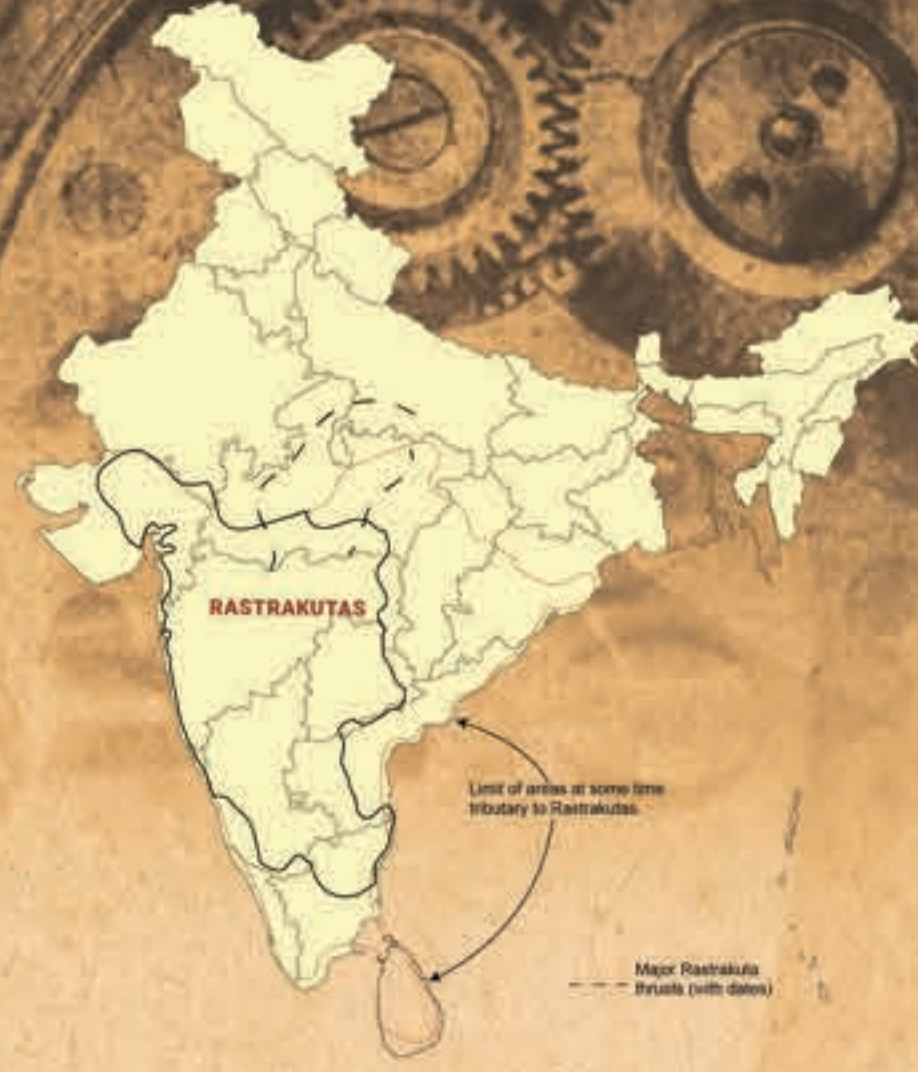 RASTRAKUTAS
Limit of areas at some time
tributary to Rastrakutas.
Major Rastrakuta
thrusts (with dates)